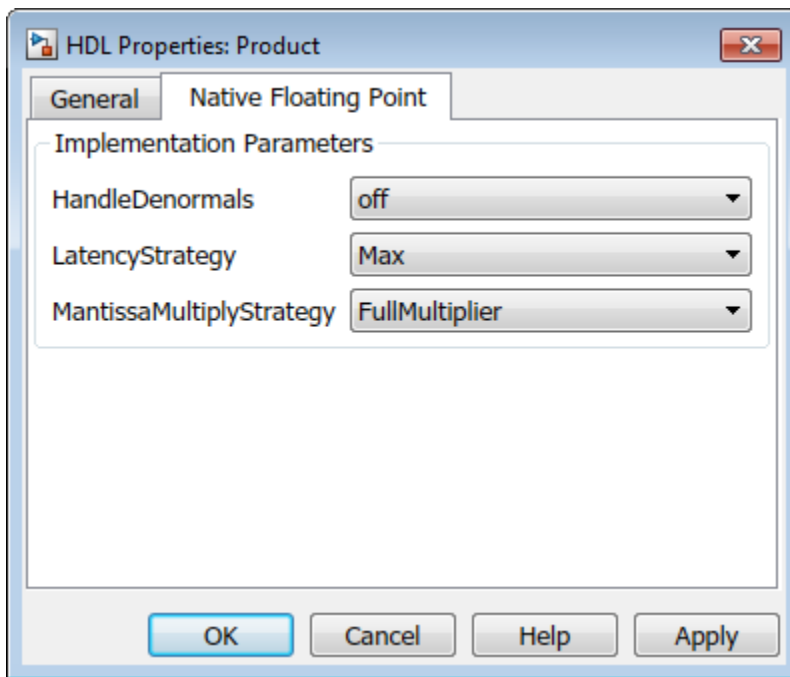 HDL Properties: Product
General Native Floating Point
Implementation Parameters
HandleDenormals off
LatencyStrategy Max
MantissaMultiplyStrategy FullMultiplier
OK Cancel Help Apply